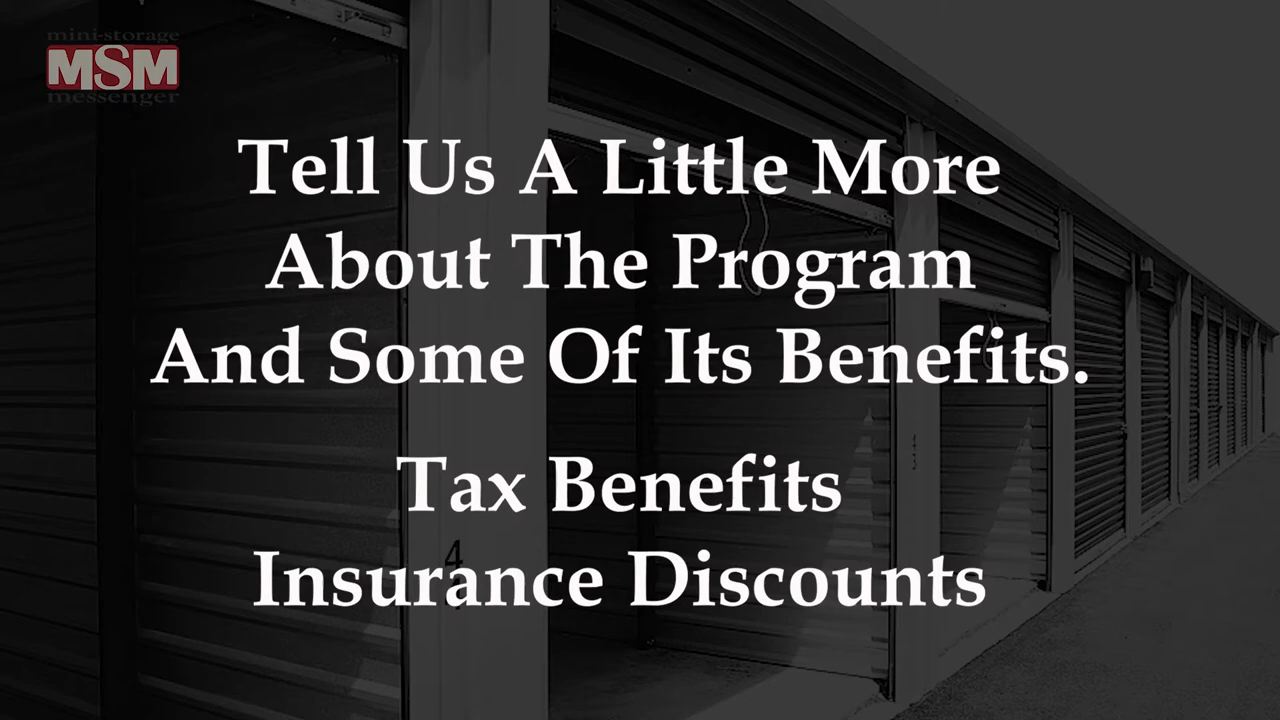 mini-storage
MSM
messenger
Tell Us A Little More
About The Program
And Some Of Its Benefits.
Tax Benefits
Insurance Discounts
4